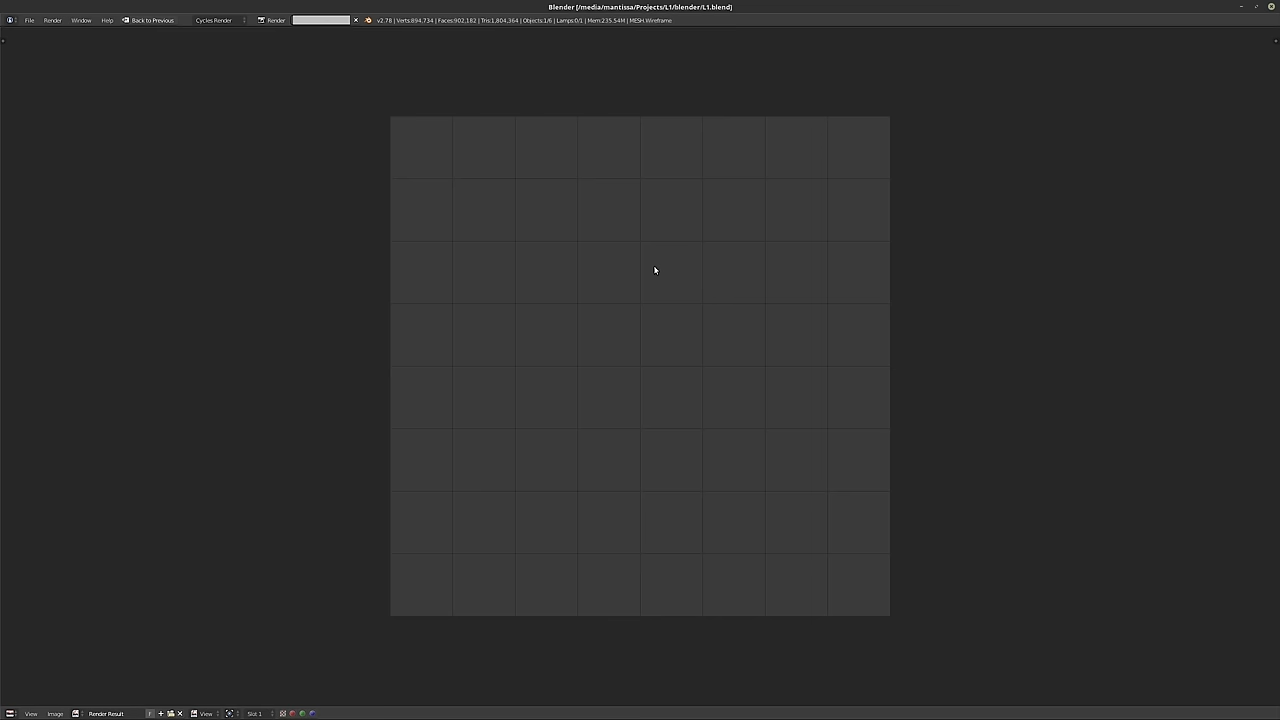 Blender [/media/mantissa/Projects/L1/blender/L1.blend]
File Render Window Help Back to Previous Cycles Render Render v2.78 | Verts:894,734 | Faces:902,182 | Tris:1,804,364 | Objects:1/6 | Lamps:0/1 | Mem:235.54M | MESH Wireframe
View Image Render Result F View Slot 1